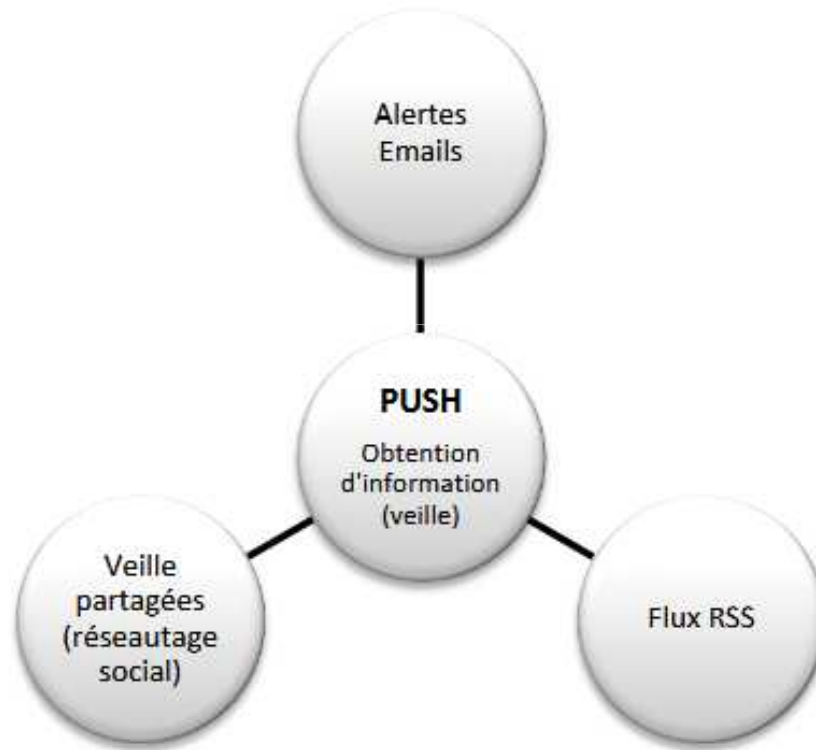 Alertes
Emails
PUSH
Obtention
d'information
(veille)
Veille
partagées
(réseautage
social)
Flux RSS